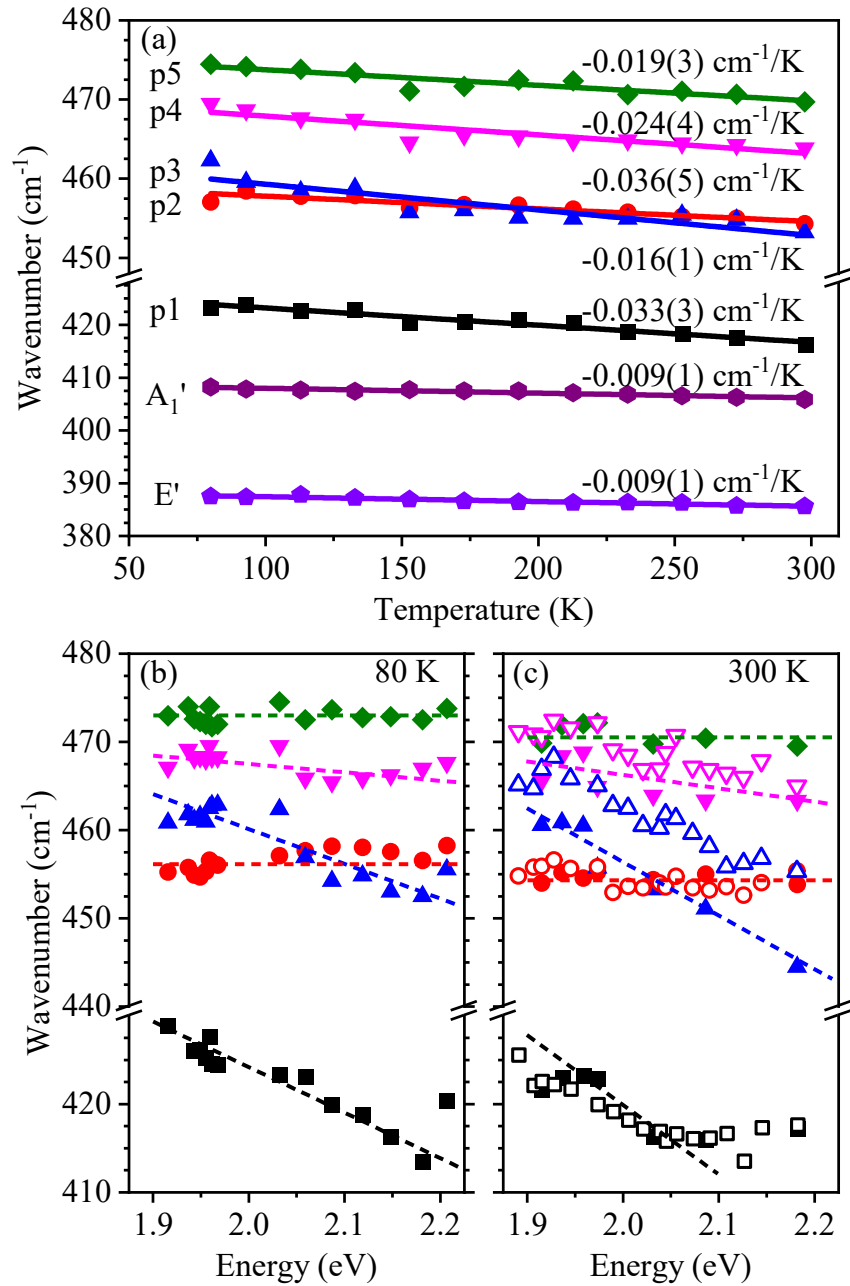 480
(a)
p5
-0.019(3) cm⁻¹/K
470
p4
-0.024(4) cm⁻¹/K
460
p3
-0.036(5) cm⁻¹/K
p2
450
-0.016(1) cm⁻¹/K
p1
-0.033(3) cm⁻¹/K
420
410
A₁'
-0.009(1) cm⁻¹/K
400
390
E'
-0.009(1) cm⁻¹/K
380
Wavenumber (cm⁻¹)
50 100 150 200 250 300
Temperature (K)
480
(b) 80 K
(c) 300 K
470
460
450
440
420
410
Wavenumber (cm⁻¹)
1.9 2.0 2.1 2.2
1.9 2.0 2.1 2.2
Energy (eV)
Energy (eV)